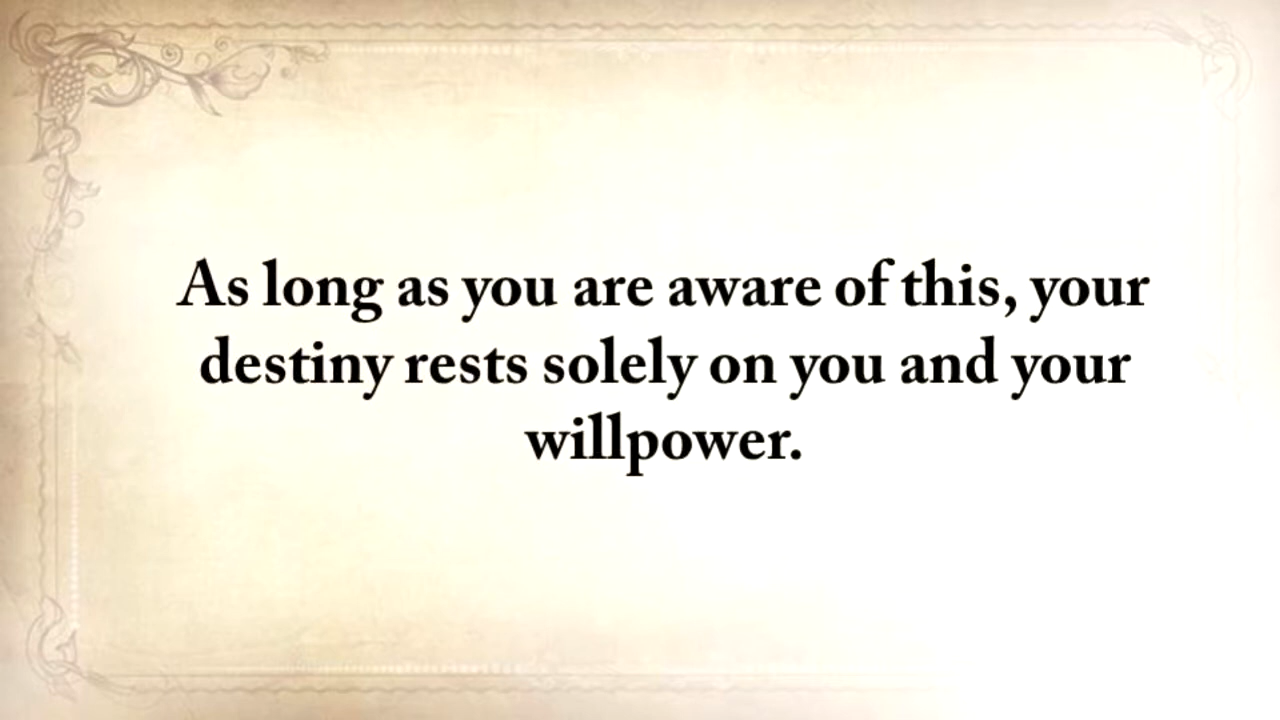 As long as you are aware of this, your
destiny rests solely on you and your
willpower.